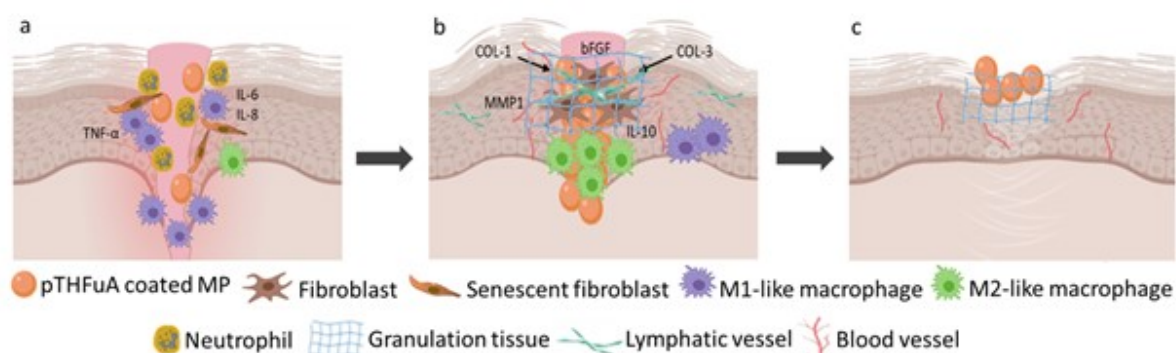 a
IL-6
IL-8
TNF-α
b
COL-1
bFGF
COL-3
MMP1
IL-10
c
pTHFuA coated MP
Fibroblast
Senescent fibroblast
M1-like macrophage
M2-like macrophage
Neutrophil
Granulation tissue
Lymphatic vessel
Blood vessel